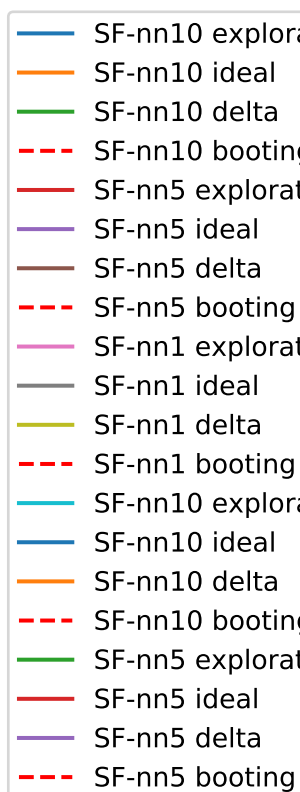 SF-nn10 explora
SF-nn10 ideal
SF-nn10 delta
SF-nn10 booting
SF-nn5 explorat
SF-nn5 ideal
SF-nn5 delta
SF-nn5 booting
SF-nn1 explorat
SF-nn1 ideal
SF-nn1 delta
SF-nn1 booting
SF-nn10 explora
SF-nn10 ideal
SF-nn10 delta
SF-nn10 booting
SF-nn5 explorat
SF-nn5 ideal
SF-nn5 delta
SF-nn5 booting